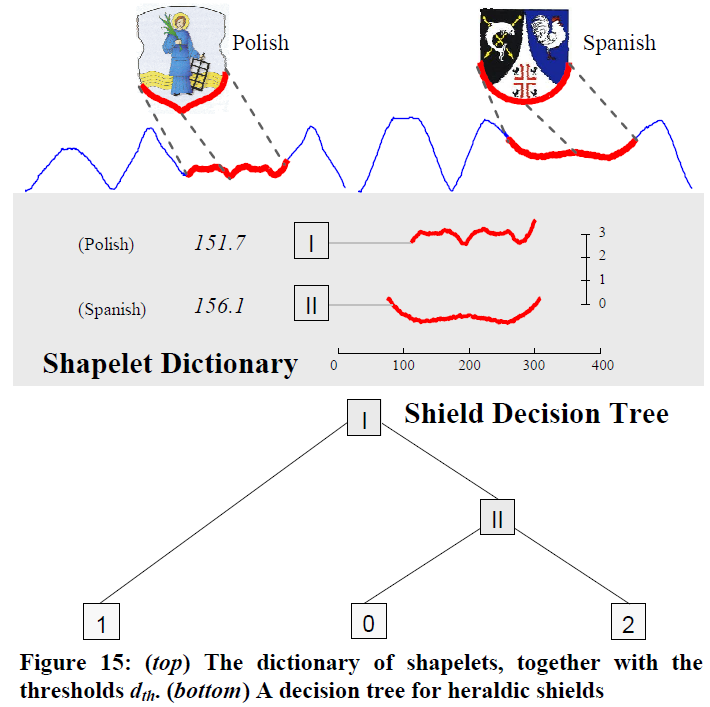 Polish
Spanish
(Polish) 151.7 I
3
2
1
0
(Spanish) 156.1 II
Shapelet Dictionary
0 100 200 300 400
Shield Decision Tree
I
II
1 0 2
Figure 15: (top) The dictionary of shapelets, together with the
thresholds dth. (bottom) A decision tree for heraldic shields